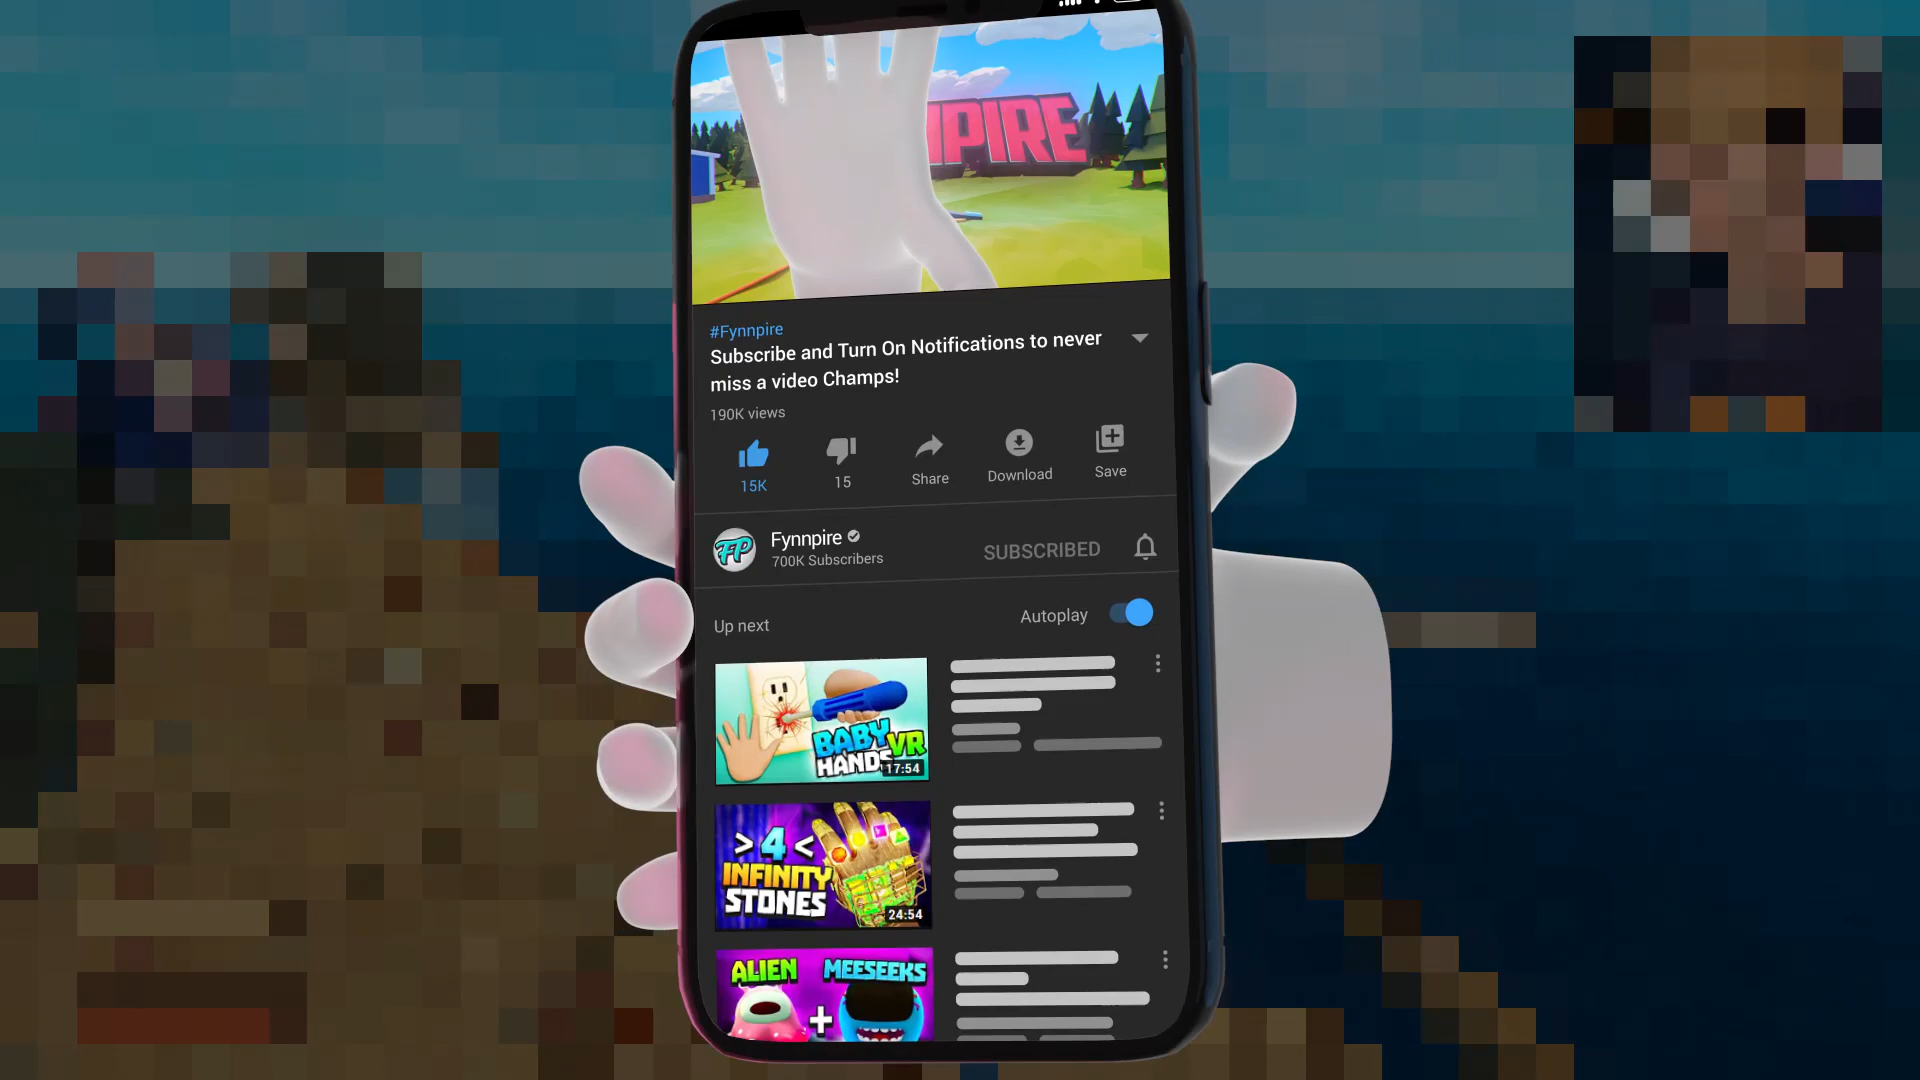 PIRE
#Fynnpire
Subscribe and Turn On Notifications to never
miss a video Champs!
190K views
15K
15
Share
Download
Save
FP
Fynnpire
700K Subscribers
SUBSCRIBED
Up next
Autoplay
BABY VR
HANDS
17:54
> 4 <
INFINITY
STONES
24:54
ALIEN MEESEEKS
+